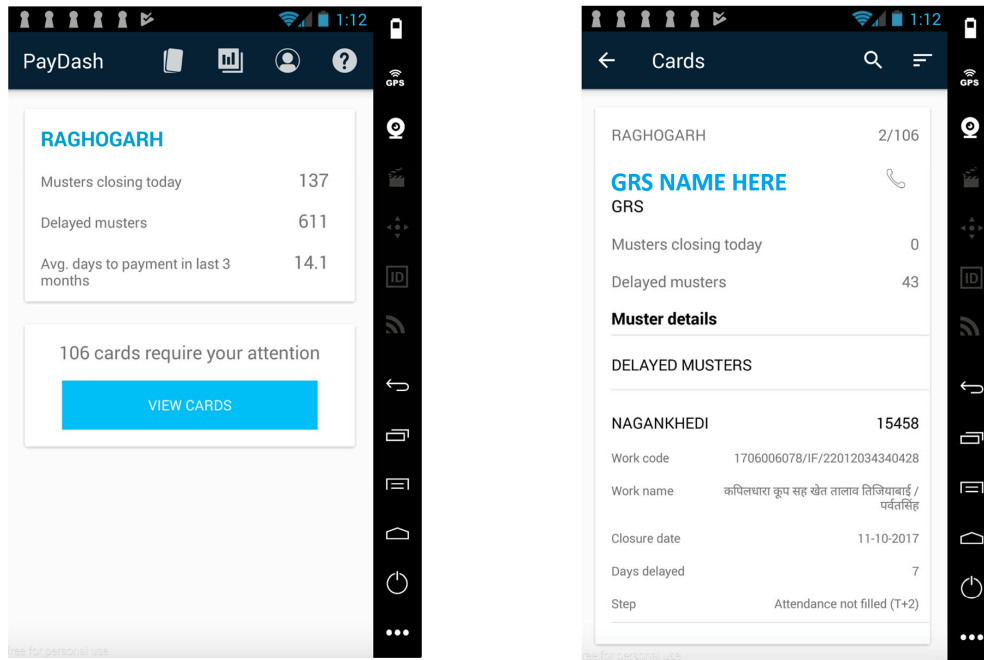 1:12
PayDash
RAGHOGARH
Musters closing today 137
Delayed musters 611
Avg. days to payment in last 3 14.1
months
106 cards require your attention
VIEW CARDS
GPS
ID
free for personal use
1:12
Cards
RAGHOGARH 2/106
GRS NAME HERE
GRS
Musters closing today 0
Delayed musters 43
Muster details
DELAYED MUSTERS
NAGANKHEDI 15458
Work code 1706006078/IF/22012034340428
Work name कपिलधारा कूप सह खेत तालाव तिजियाबाई /
पर्वतसिंह
Closure date 11-10-2017
Days delayed 7
Step Attendance not filled (T+2)
GPS
ID
ee for personal use